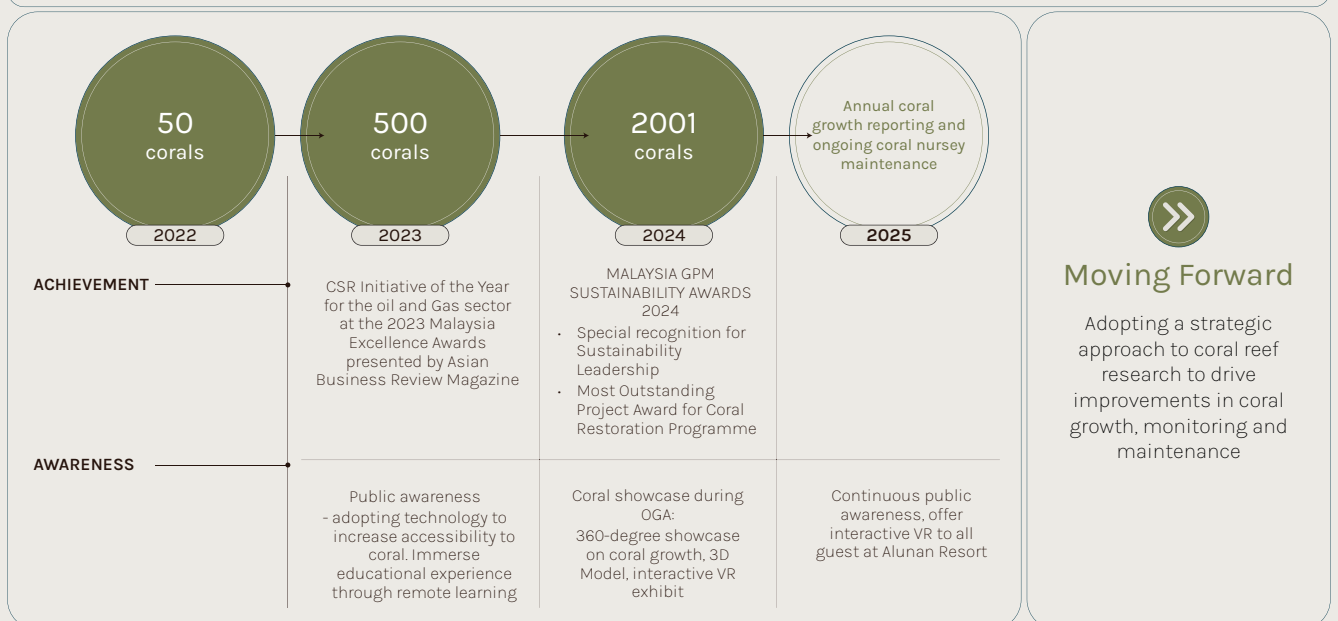 50
corals
2022
500
corals
2023
2001
corals
2024
Annual coral
growth reporting and
ongoing coral nursey
maintenance
2025
ACHIEVEMENT
CSR Initiative of the Year
for the oil and Gas sector
at the 2023 Malaysia
Excellence Awards
presented by Asian
Business Review Magazine
MALAYSIA GPM
SUSTAINABILITY AWARDS
2024
• Special recognition for
Sustainability
Leadership
• Most Outstanding
Project Award for Coral
Restoration Programme
AWARENESS
Public awareness
- adopting technology to
increase accessibility to
coral. Immerse
educational experience
through remote learning
Coral showcase during
OGA:
360-degree showcase
on coral growth, 3D
Model, interactive VR
exhibit
Continuous public
awareness, offer
interactive VR to all
guest at Alunan Resort
Moving Forward
Adopting a strategic
approach to coral reef
research to drive
improvements in coral
growth, monitoring and
maintenance